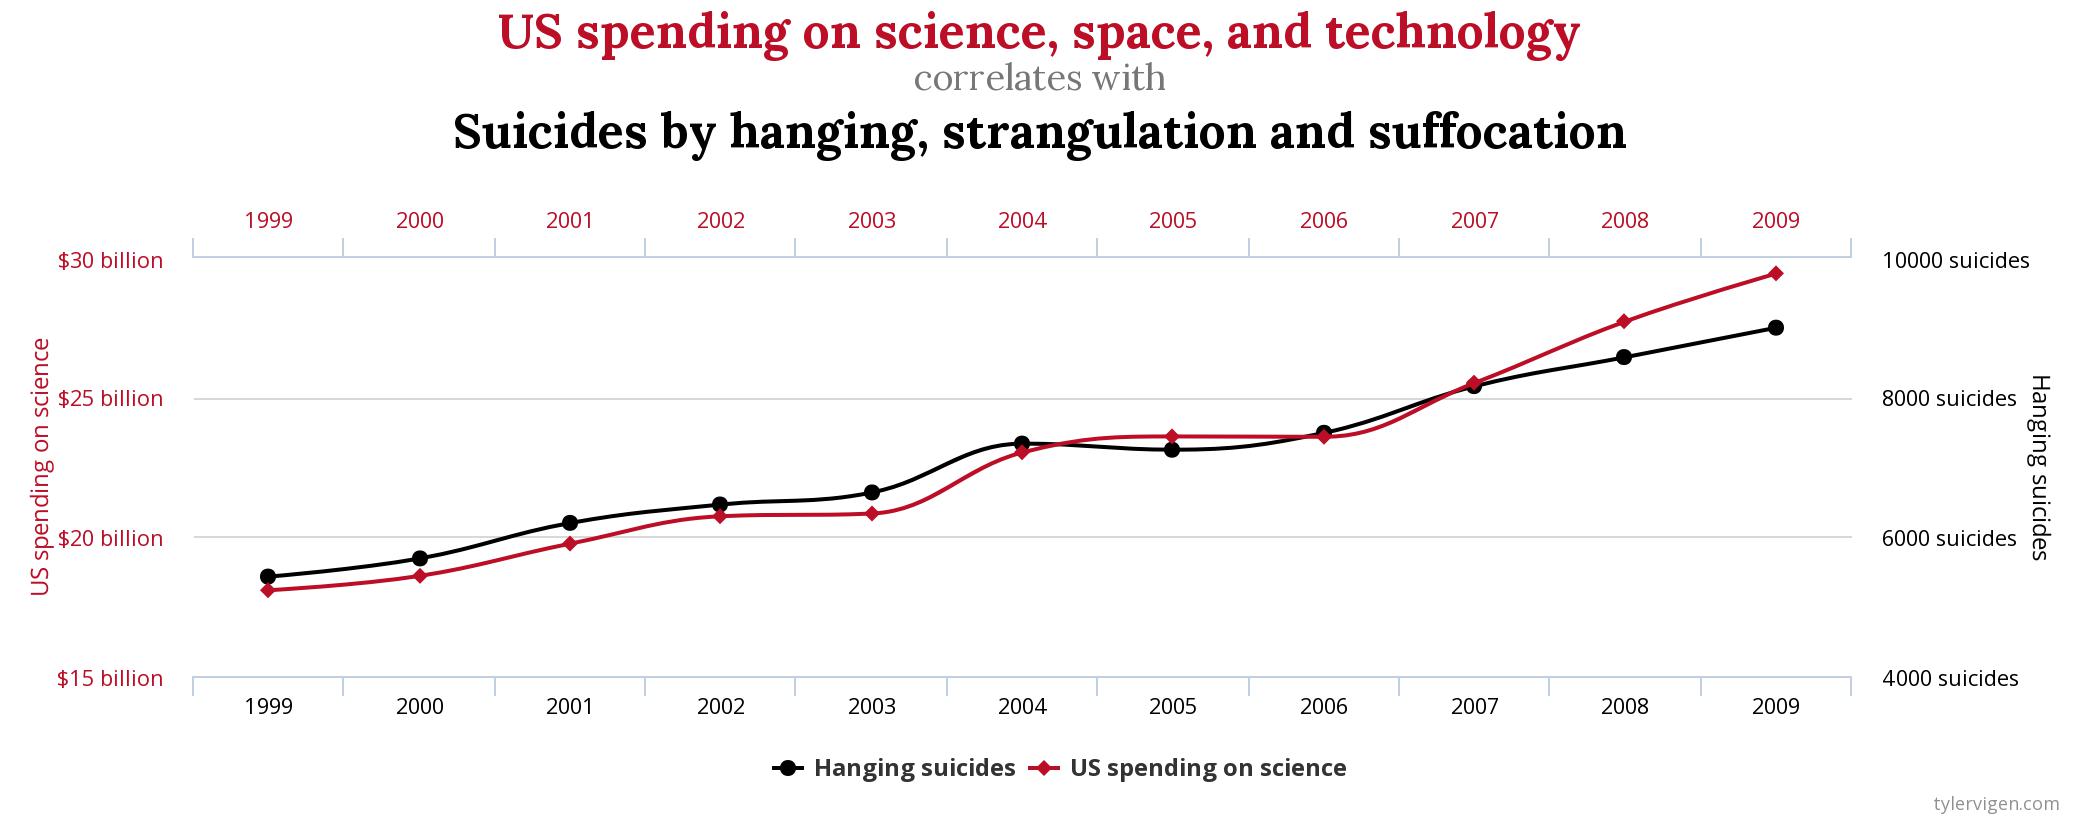 US spending on science, space, and technology
correlates with
Suicides by hanging, strangulation and suffocation
1999 2000 2001 2002 2003 2004 2005 2006 2007 2008 2009
US spending on science
$30 billion
$25 billion
$20 billion
$15 billion
10000 suicides
8000 suicides
6000 suicides
4000 suicides
Hanging suicides
1999 2000 2001 2002 2003 2004 2005 2006 2007 2008 2009
Hanging suicides US spending on science
tylervigen.com